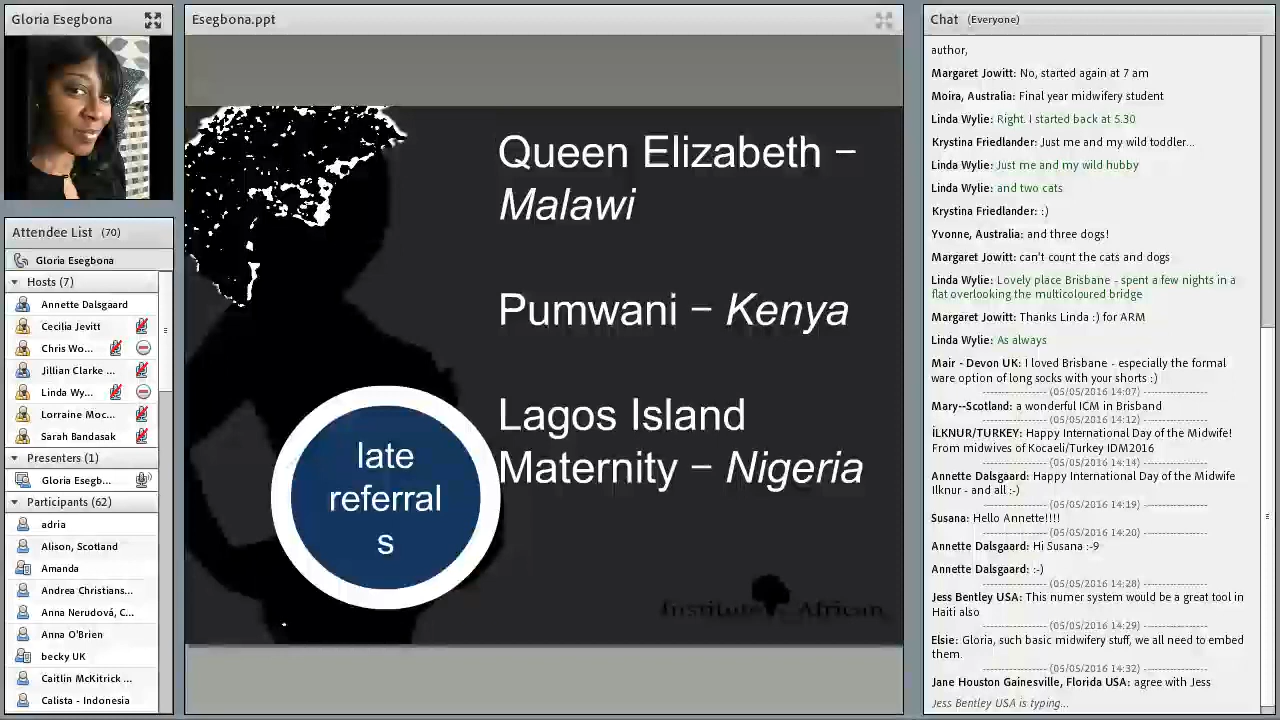 Gloria Esegbona
Attendee List (70)
Gloria Esegbona
Hosts (7)
Annette Dalsgaard
Cecilia Jevitt
Chris Wo...
Jillian Clarke ...
Linda Wy...
Lorraine Moc...
Sarah Bandasak
Presenters (1)
Gloria Esegb...
Participants (62)
adria
Alison, Scotland
Amanda
Andrea Christians...
Anna Nerudová, C...
Anna O'Brien
becky UK
Caitlin McKitrick ...
Calista - Indonesia
Esegbona.ppt
Queen Elizabeth –
Malawi
Pumwani – Kenya
Lagos Island
Maternity – Nigeria
late
referral
s
Institute African
Chat (Everyone)
author,
Margaret Jowitt: No, started again at 7 am
Moira, Australia: Final year midwifery student
Linda Wylie: Right. I started back at 5.30
Krystina Friedlander: Just me and my wild toddler...
Linda Wylie: Just me and my wild hubby
Linda Wylie: and two cats
Krystina Friedlander: :)
Yvonne, Australia: and three dogs!
Margaret Jowitt: can't count the cats and dogs
Linda Wylie: Lovely place Brisbane - spent a few nights in a
flat overlooking the multicoloured bridge
Margaret Jowitt: Thanks Linda :) for ARM
Linda Wylie: As always
Mair - Devon UK: I loved Brisbane - especially the formal
ware option of long socks with your shorts :)
------------------ (05/05/2016 14:07) ------------------
Mary--Scotland: a wonderful ICM in Brisband
------------------ (05/05/2016 14:12) ------------------
İLKNUR/TURKEY: Happy International Day of the Midwife!
From midwives of Kocaeli/Turkey IDM2016
------------------ (05/05/2016 14:14) ------------------
Annette Dalsgaard: Happy International Day of the Midwife
Ilknur - and all :-)
------------------ (05/05/2016 14:19) ------------------
Susana: Hello Annette!!!!
------------------ (05/05/2016 14:20) ------------------
Annette Dalsgaard: Hi Susana :-9
Annette Dalsgaard: :-)
------------------ (05/05/2016 14:28) ------------------
Jess Bentley USA: This numer system would be a great tool in
Haiti also
------------------ (05/05/2016 14:29) ------------------
Elsie: Gloria, such basic midwifery stuff, we all need to embed
them.
------------------ (05/05/2016 14:32) ------------------
Jane Houston Gainesville, Florida USA: agree with Jess
Jess Bentley USA is typing...